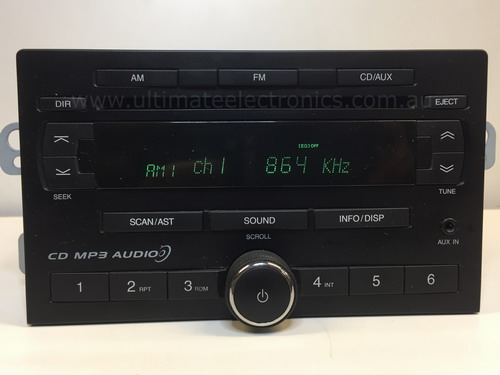 ULTIMATE
ELECTRONICS
AM FM CD/AUX
www.ultimateelectronics.com.au
DIR EJECT
[EQ]OFF
AM1 ch1 864 KHz
SEEK TUNE
SCAN/AST SOUND INFO/DISP
SCROLL
AUX IN
CD MP3 AUDIO
1 2 RPT 3 RDM 4 INT 5 6